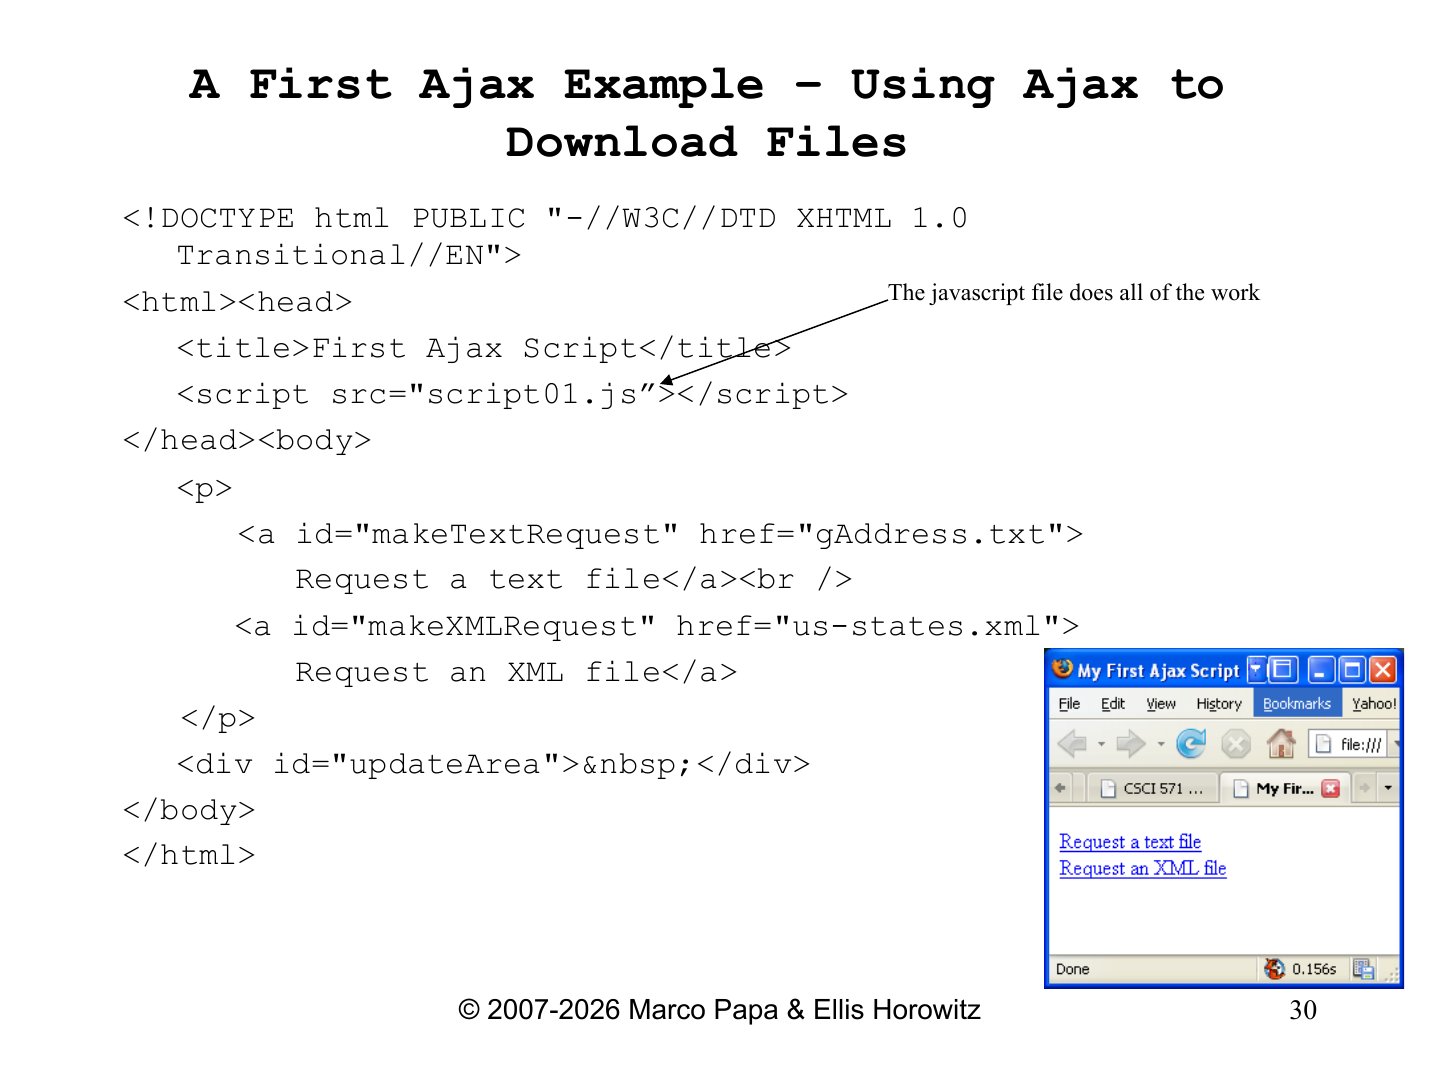 A First Ajax Example – Using Ajax to
Download Files
<!DOCTYPE html PUBLIC "-//W3C//DTD XHTML 1.0
Transitional//EN">
<html><head>
The javascript file does all of the work
<title>First Ajax Script</title>
<script src="script01.js”></script>
</head><body>
<p>
<a id="makeTextRequest" href="gAddress.txt">
Request a text file</a><br />
<a id="makeXMLRequest" href="us-states.xml">
Request an XML file</a>
</p>
<div id="updateArea">&nbsp;</div>
</body>
</html>
My First Ajax Script
File Edit View History Bookmarks Yahoo!
file:///
CSCI 571 ... My Fir...
Request a text file
Request an XML file
Done 0.156s
© 2007-2026 Marco Papa & Ellis Horowitz 30